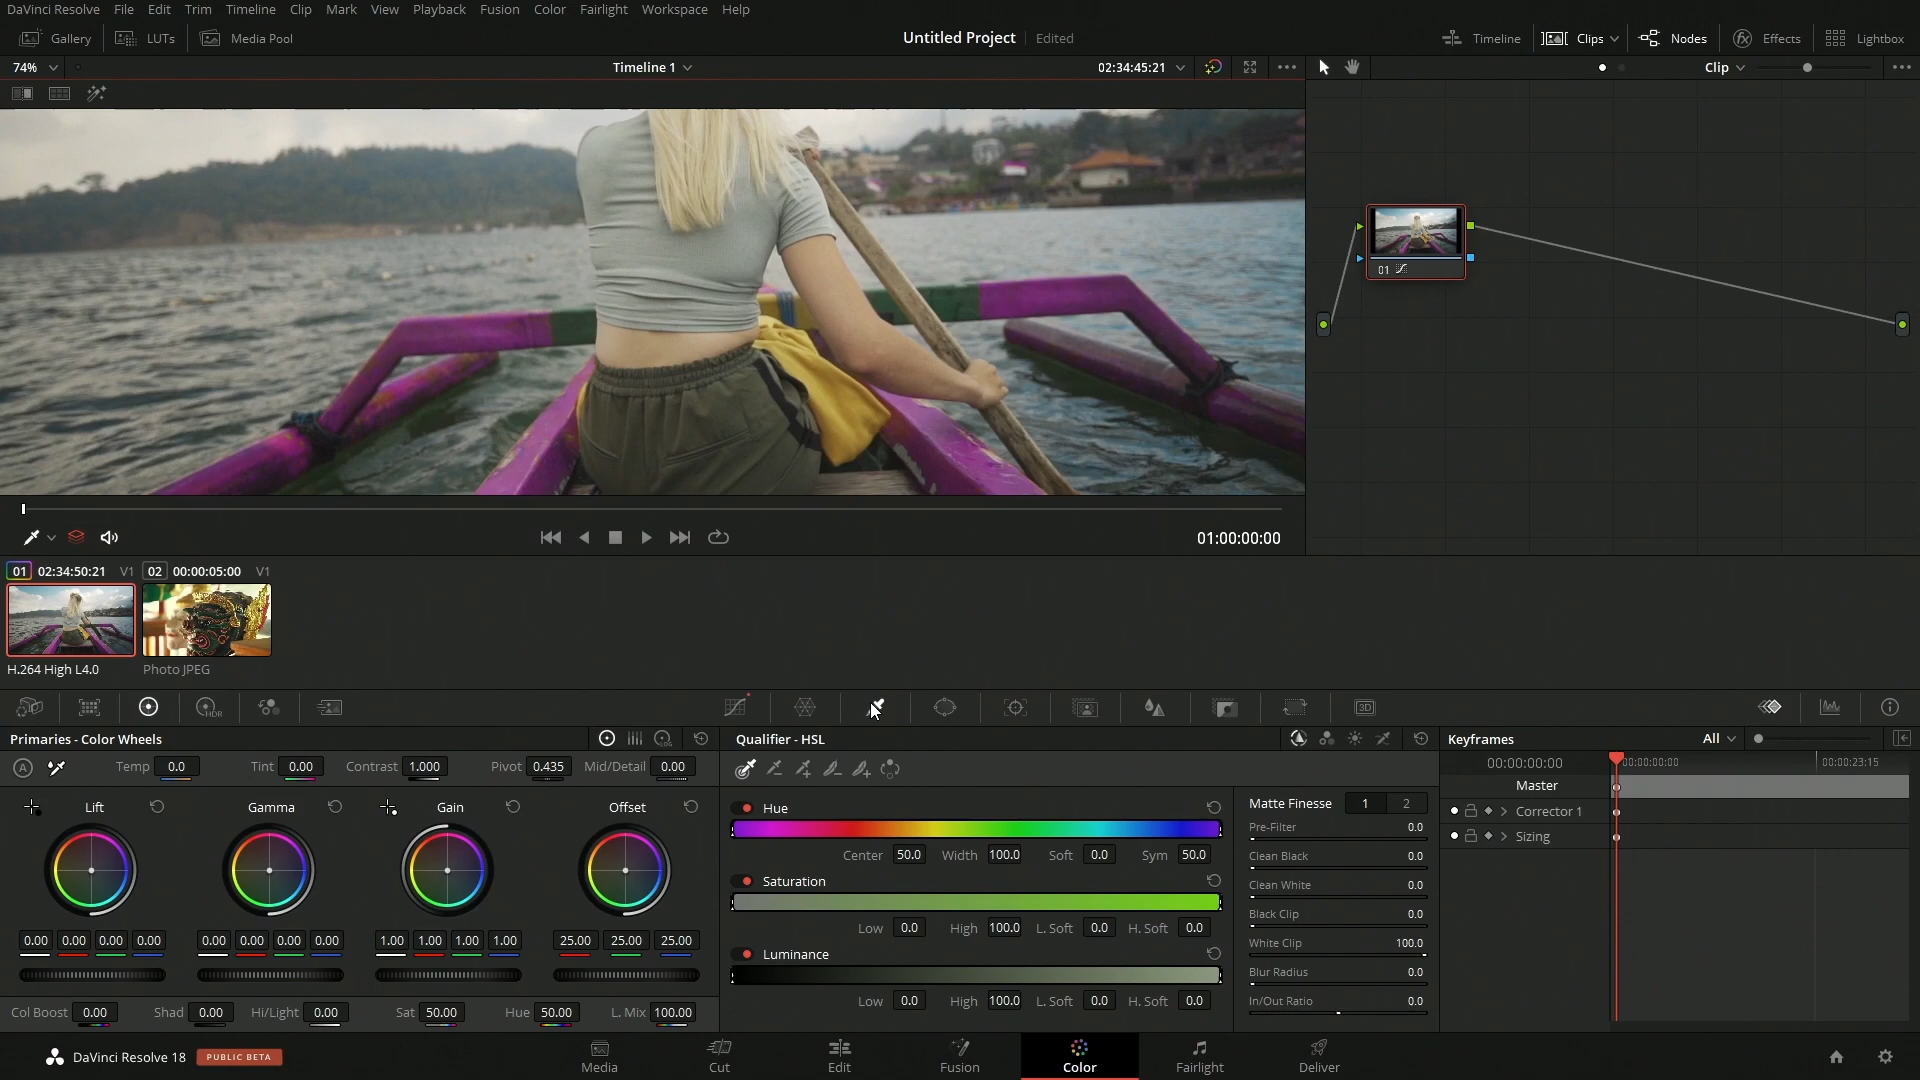 DaVinci Resolve File Edit Trim Timeline Clip Mark View Playback Fusion Color Fairlight Workspace Help
Gallery LUTs Media Pool Untitled Project Edited Timeline Clips Nodes Effects Lightbox
74% Timeline 1 02:34:45:21 Clip
01
01:00:00:00
01 02:34:50:21 V1 02 00:00:05:00 V1
H.264 High L4.0 Photo JPEG
HDR 3D
Primaries - Color Wheels LOG Qualifier - HSL Keyframes All
A Temp 0.0 Tint 0.00 Contrast 1.000 Pivot 0.435 Mid/Detail 0.00
00:00:00:00 00:00:00:00 00:00:23:15
Master
Lift Gamma Gain Offset
Hue
Center 50.0 Width 100.0 Soft 0.0 Sym 50.0
Saturation
Low 0.0 High 100.0 L. Soft 0.0 H. Soft 0.0
Luminance
Low 0.0 High 100.0 L. Soft 0.0 H. Soft 0.0
Matte Finesse 1 2
Pre-Filter 0.0
Clean Black 0.0
Clean White 0.0
Black Clip 0.0
White Clip 100.0
Blur Radius 0.0
In/Out Ratio 0.0
Corrector 1
Sizing
0.00 0.00 0.00 0.00 0.00 0.00 0.00 0.00 1.00 1.00 1.00 1.00 25.00 25.00 25.00
Col Boost 0.00 Shad 0.00 Hi/Light 0.00 Sat 50.00 Hue 50.00 L. Mix 100.00
DaVinci Resolve 18 PUBLIC BETA Media Cut Edit Fusion Color Fairlight Deliver